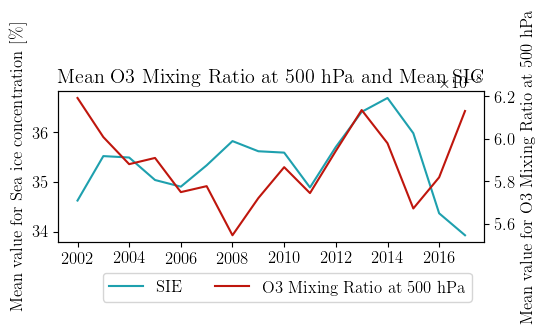 Mean O3 Mixing Ratio at 500 hPa and Mean SIC
Mean value for Sea ice concentration [%]
36
35
34
6.2
6.0
5.8
5.6
Mean value for O3 Mixing Ratio at 500 hPa
2002 2004 2006 2008 2010 2012 2014 2016
SIE O3 Mixing Ratio at 500 hPa